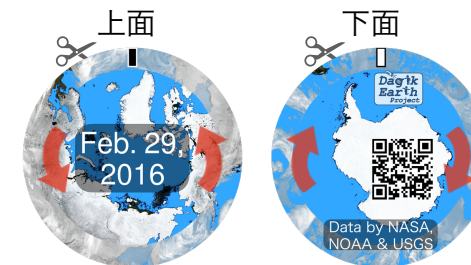 上面
下面
Dagik
Earth
Project
Feb. 29,
2016
Data by NASA,
NOAA & USGS